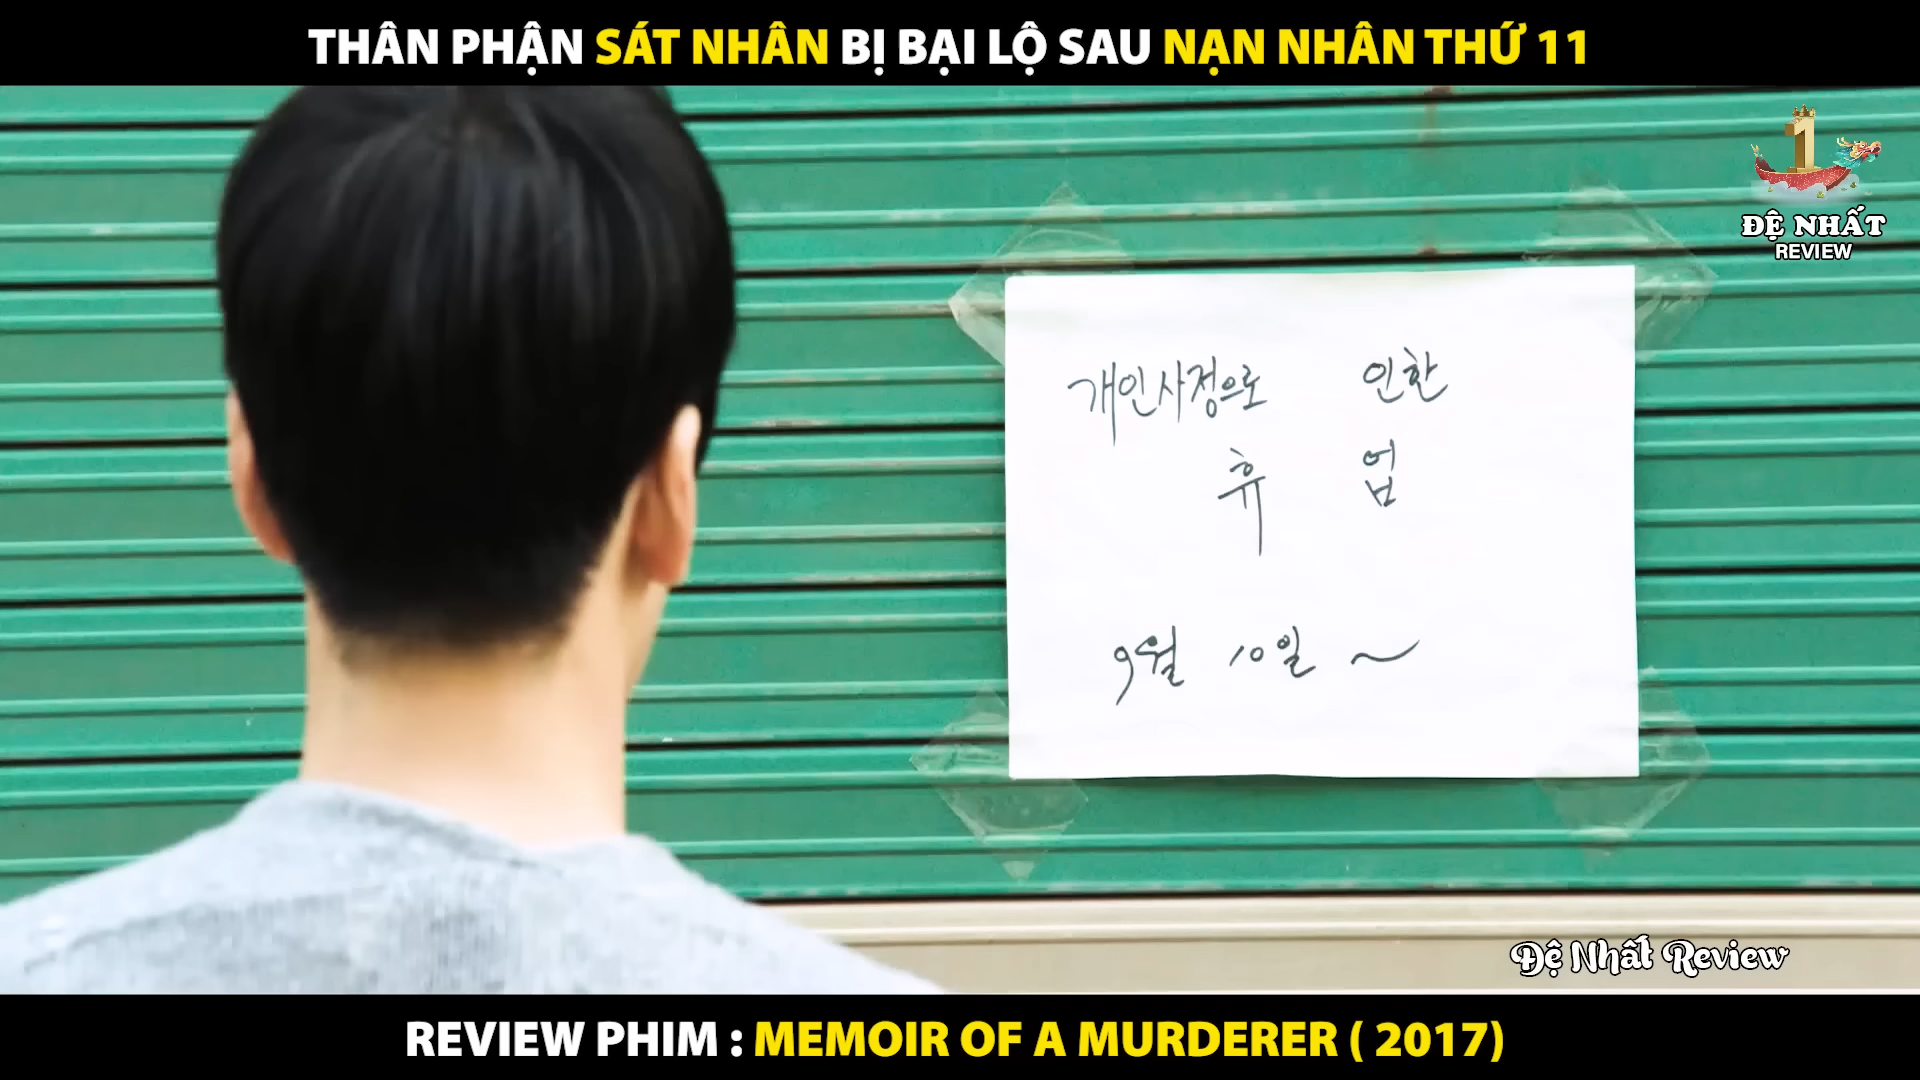 THÂN PHẬN SÁT NHÂN BỊ BẠI LỘ SAU NẠN NHÂN THỨ 11
1
ĐỆ NHẤT
REVIEW
개인사정으로 인한
휴 업
9월 10일 ~
Đệ Nhất Review
REVIEW PHIM : MEMOIR OF A MURDERER ( 2017)